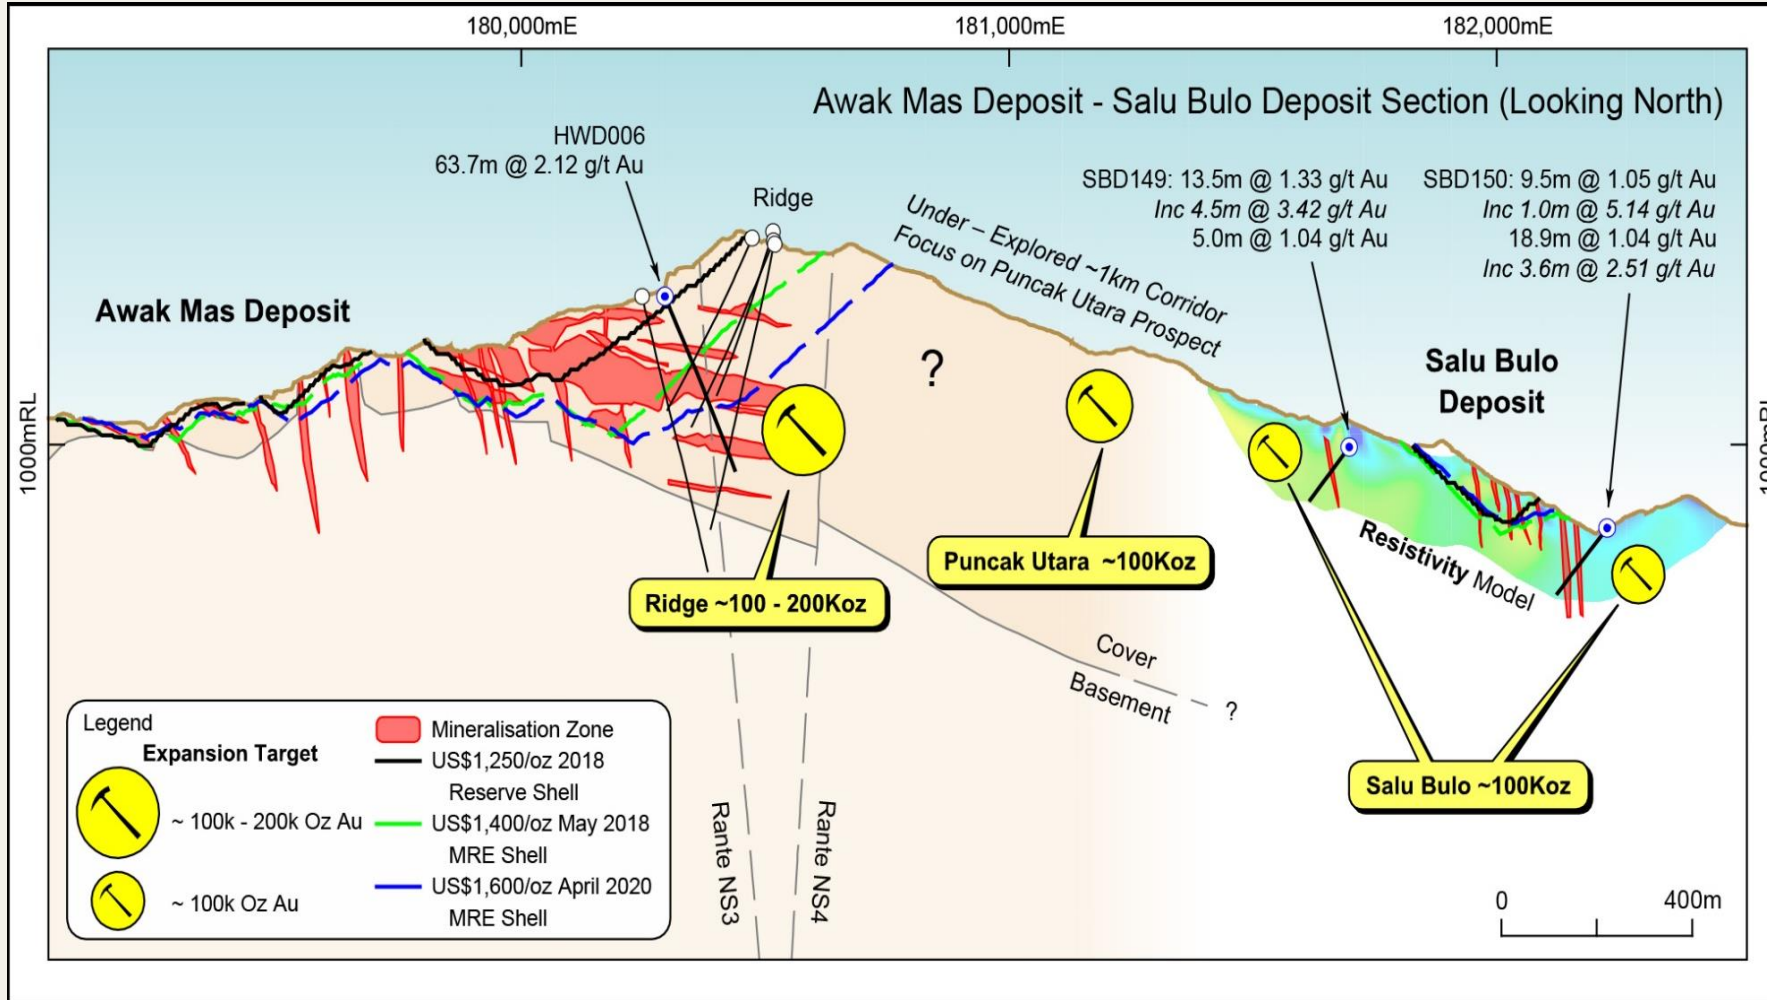 180,000mE
181,000mE
182,000mE
Awak Mas Deposit - Salu Bulo Deposit Section (Looking North)
HWD006
63.7m @ 2.12 g/t Au
Ridge
Under – Explored ~1km Corridor
Focus on Puncak Utara Prospect
SBD149: 13.5m @ 1.33 g/t Au
Inc 4.5m @ 3.42 g/t Au
5.0m @ 1.04 g/t Au
SBD150: 9.5m @ 1.05 g/t Au
Inc 1.0m @ 5.14 g/t Au
18.9m @ 1.04 g/t Au
Inc 3.6m @ 2.51 g/t Au
Awak Mas Deposit
?
Salu Bulo
Deposit
1000mRL
1000mRL
Resistivity Model
Puncak Utara ~100Koz
Ridge ~100 - 200Koz
Cover
Basement
?
Salu Bulo ~100Koz
Rante NS3
Rante NS4
Legend
Expansion Target
~ 100k - 200k Oz Au
~ 100k Oz Au
Mineralisation Zone
US$1,250/oz 2018
Reserve Shell
US$1,400/oz May 2018
MRE Shell
US$1,600/oz April 2020
MRE Shell
0
400m